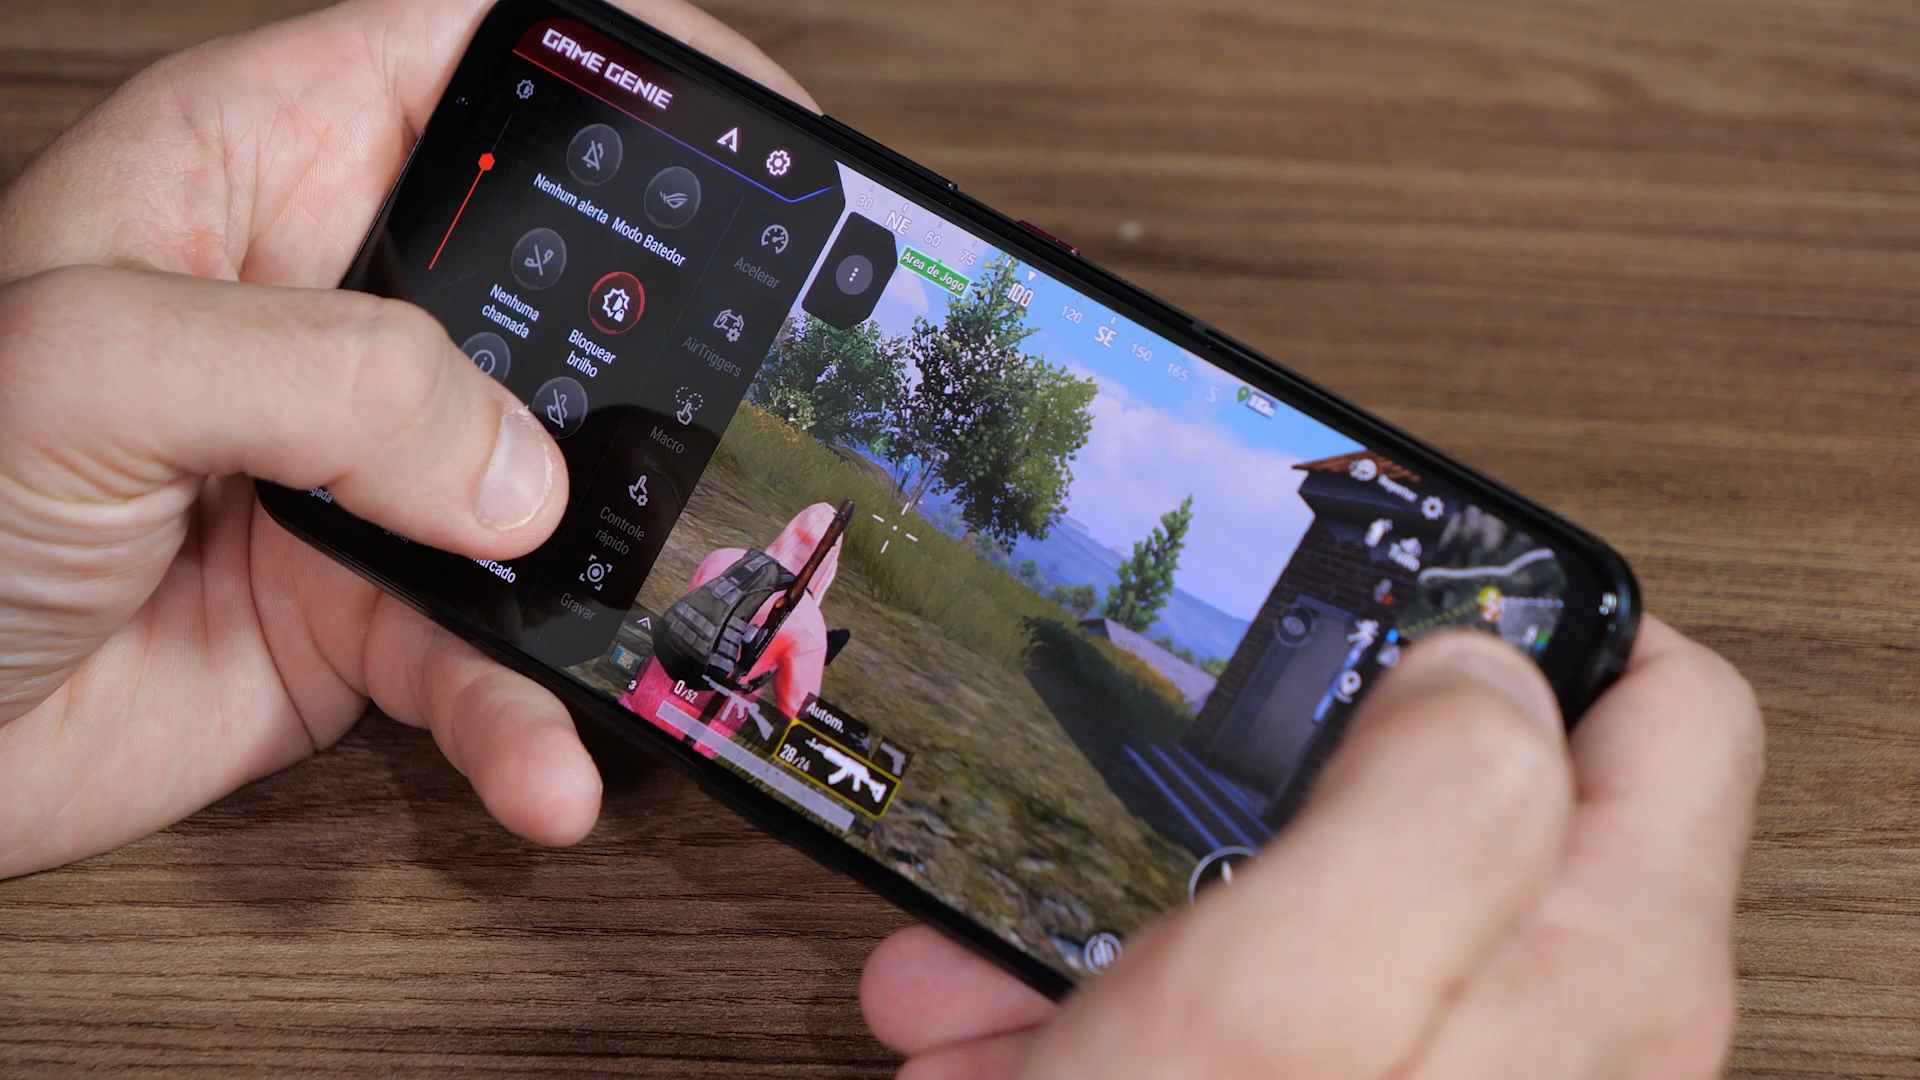 GAME GENIE
Nenhum alerta
Modo Batedor
Nenhuma
chamada
Bloquear
brilho
marcado
Acelerar
AirTriggers
Macro
Controle
rápido
Gravar
30
NE
60
75
100
120
SE
150
165
S
Área de Jogo
3
0/52
Autom.
28/24